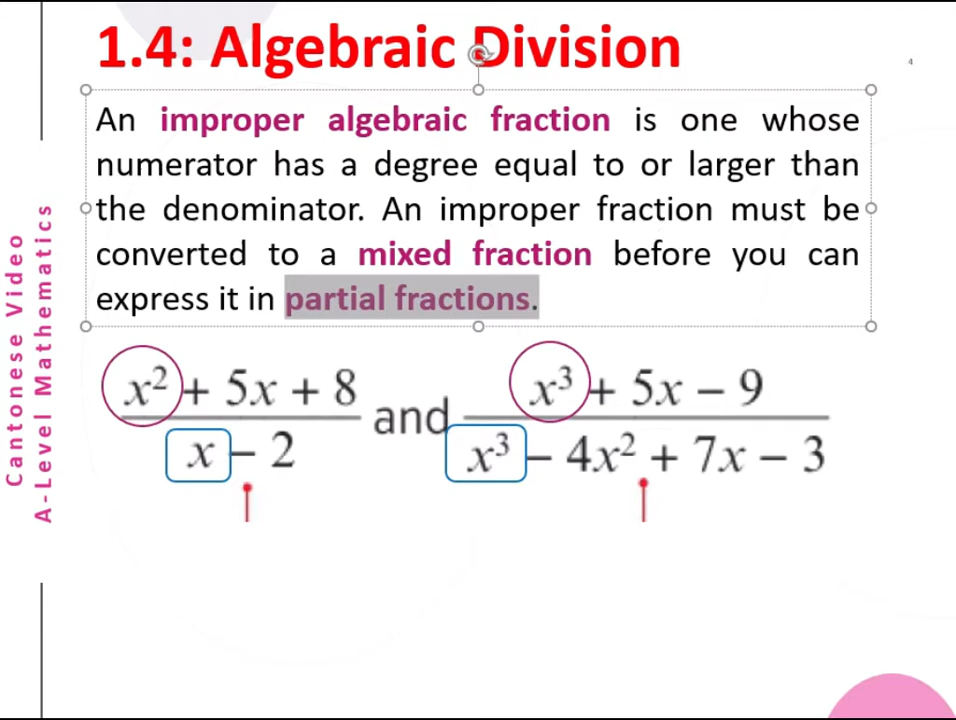 1.4: Algebraic Division
4
An improper algebraic fraction is one whose
numerator has a degree equal to or larger than
the denominator. An improper fraction must be
converted to a mixed fraction before you can
express it in partial fractions.
x² + 5x + 8
x – 2
and
x³ + 5x – 9
x³ – 4x² + 7x – 3
Cantonese Video
A-Level Mathematics